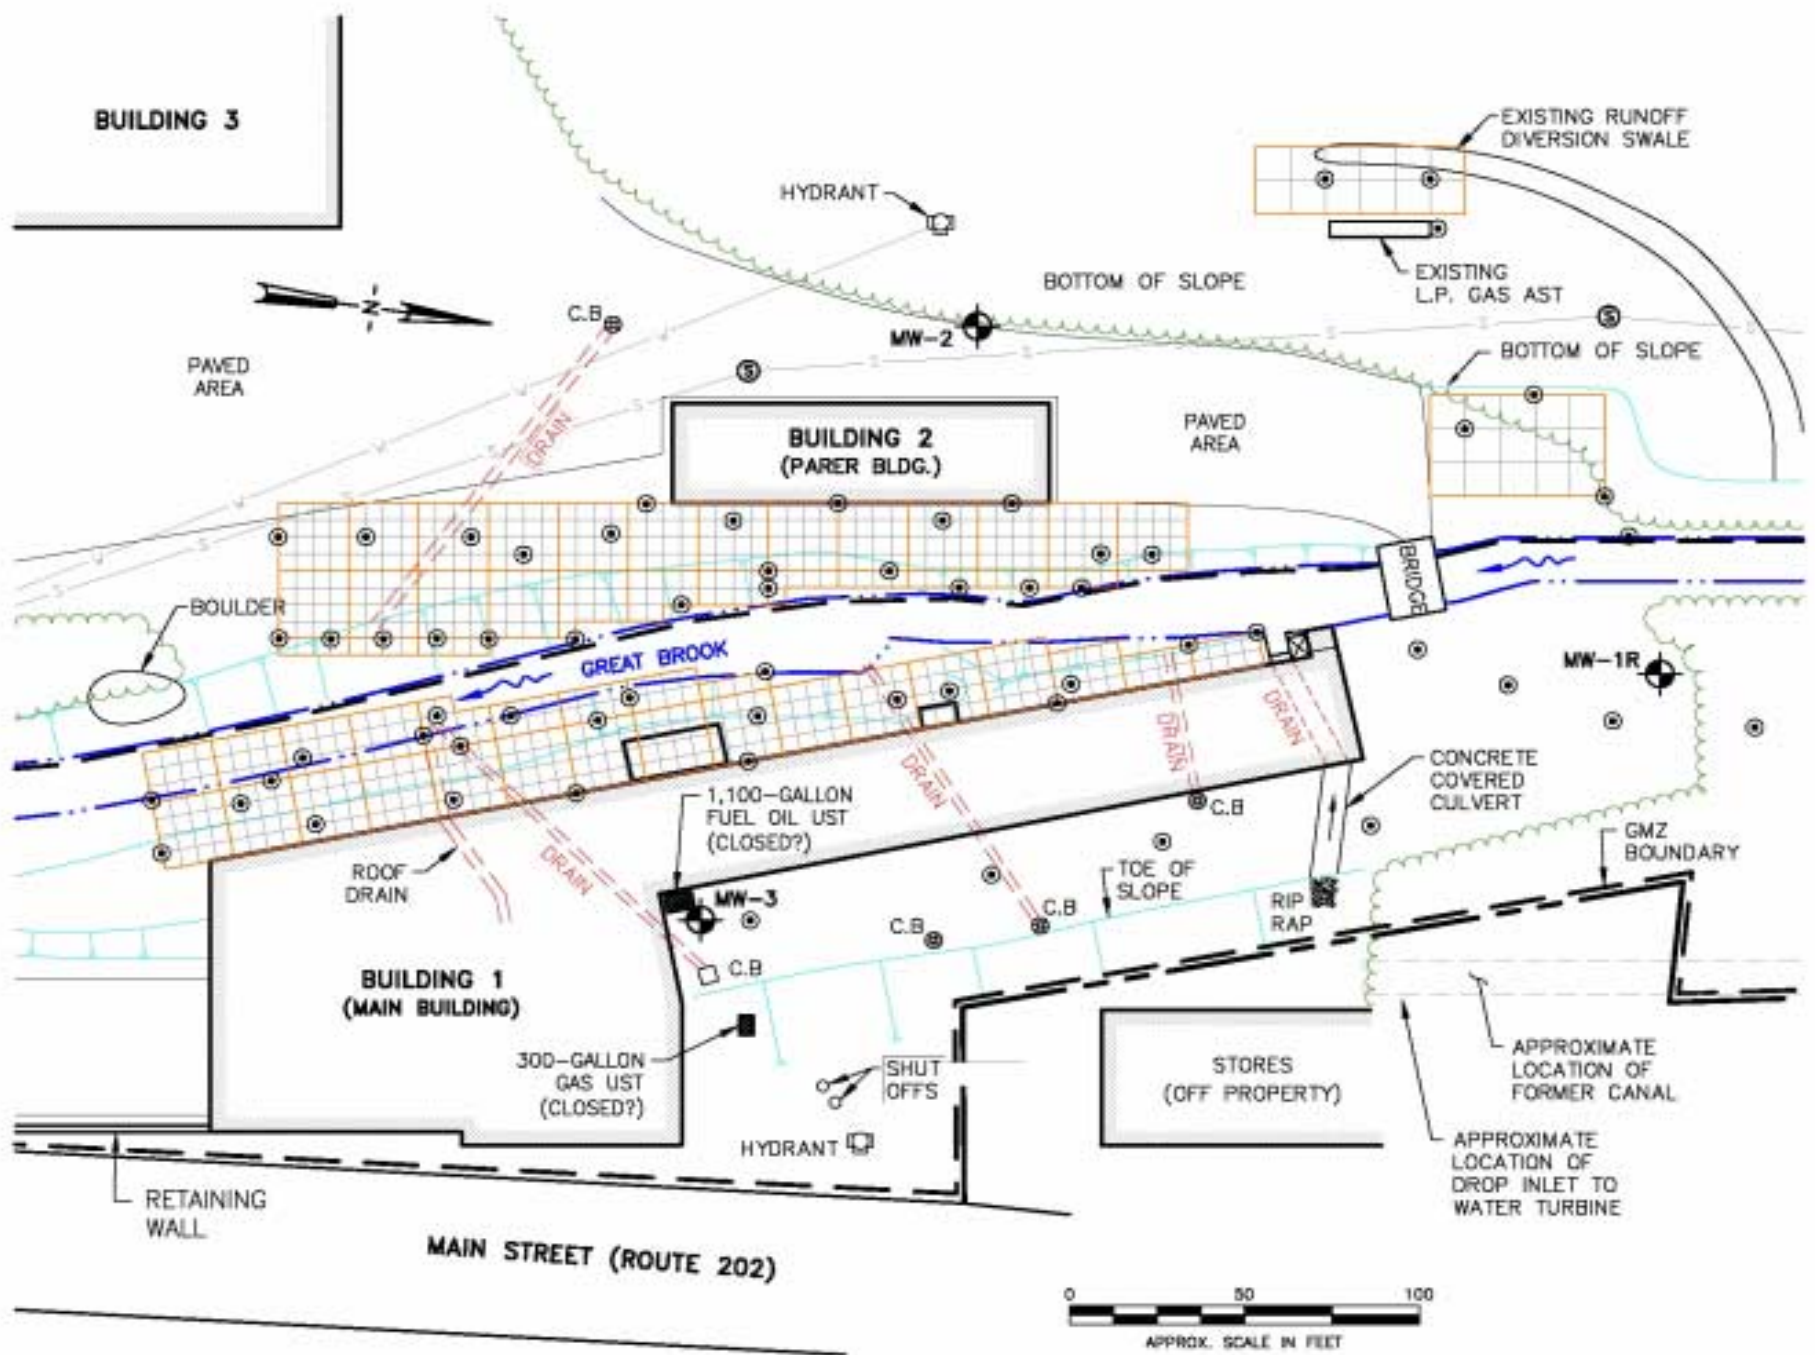 BUILDING 3
EXISTING RUNOFF
DIVERSION SWALE
HYDRANT
BOTTOM OF SLOPE
EXISTING
L.P. GAS AST
N
C.B
MW-2
S
S
PAVED
AREA
BOTTOM OF SLOPE
DRAIN
BUILDING 2
(PARER BLDG.)
PAVED
AREA
BRIDGE
BOULDER
GREAT BROOK
MW-1R
DRAIN
DRAIN
DRAIN
CONCRETE
COVERED
CULVERT
1,100-GALLON
FUEL OIL UST
(CLOSED?)
C.B
GMZ
BOUNDARY
ROOF
DRAIN
DRAIN
TOE OF
SLOPE
MW-3
RIP
RAP
C.B
C.B
C.B
BUILDING 1
(MAIN BUILDING)
300-GALLON
GAS UST
(CLOSED?)
SHUT
OFFS
STORES
(OFF PROPERTY)
APPROXIMATE
LOCATION OF
FORMER CANAL
HYDRANT
APPROXIMATE
LOCATION OF
DROP INLET TO
WATER TURBINE
RETAINING
WALL
MAIN STREET (ROUTE 202)
0 50 100
APPROX. SCALE IN FEET